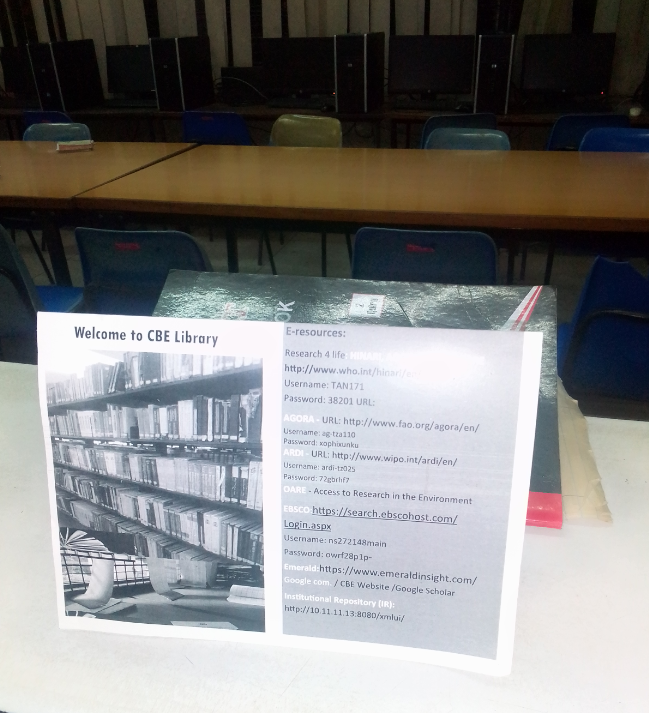 Welcome to CBE Library
E-resources:
Research 4 life: HINARI
http://www.who.int/hinari/
Username: TAN171
Password: 38201 URL:
AGORA - URL: http://www.fao.org/agora/en/
Username: ag-tza110
Password: xophixunku
ARDI - URL: http://www.wipo.int/ardi/en/
Username: ardi-tz025
Password: 72gbrhf7
OARE - Access to Research in the Environment
EBSCO-https://search.ebscohost.com/
Login.aspx
Username: ns272148main
Password: owrf28p1p-
Emerald:https://www.emeraldinsight.com/
Google com. / CBE Website /Google Scholar
Institutional Repository (IR):
http://10.11.11.13:8080/xmlui/